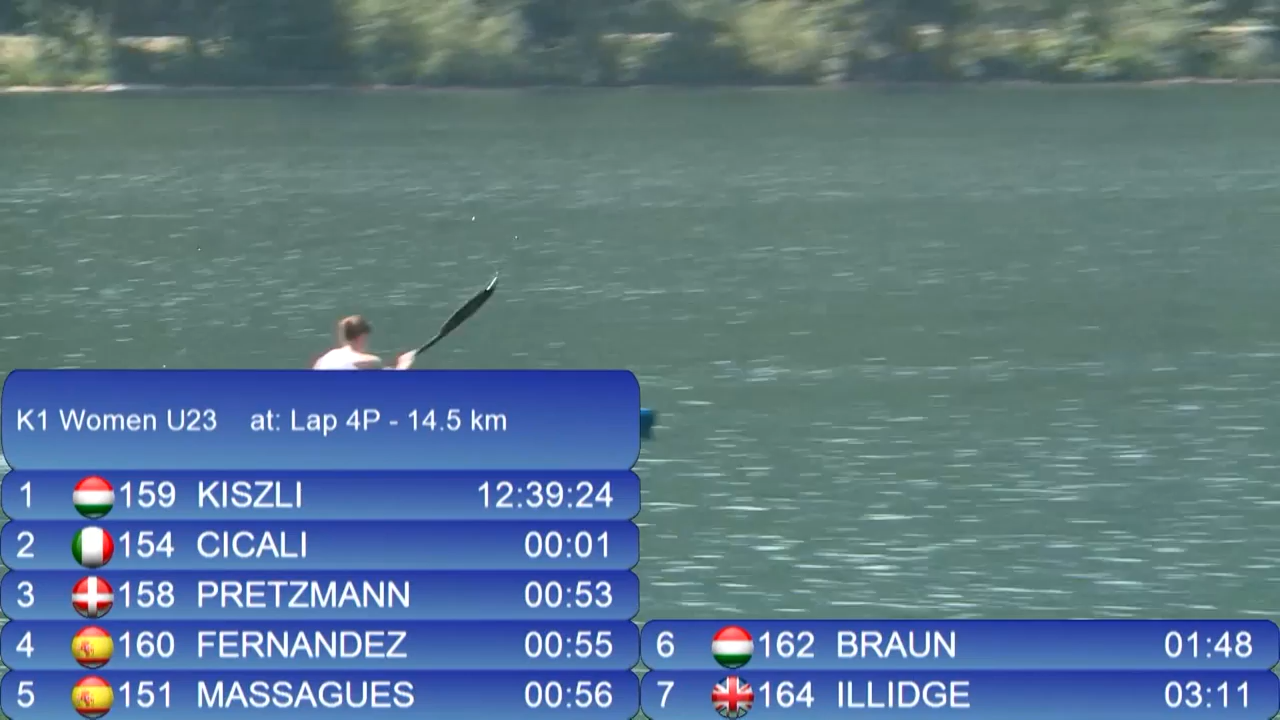 K1 Women U23 at: Lap 4P - 14.5 km
1 159 KISZLI 12:39:24
2 154 CICALI 00:01
3 158 PRETZMANN 00:53
4 160 FERNANDEZ 00:55
5 151 MASSAGUES 00:56
6 162 BRAUN 01:48
7 164 ILLIDGE 03:11